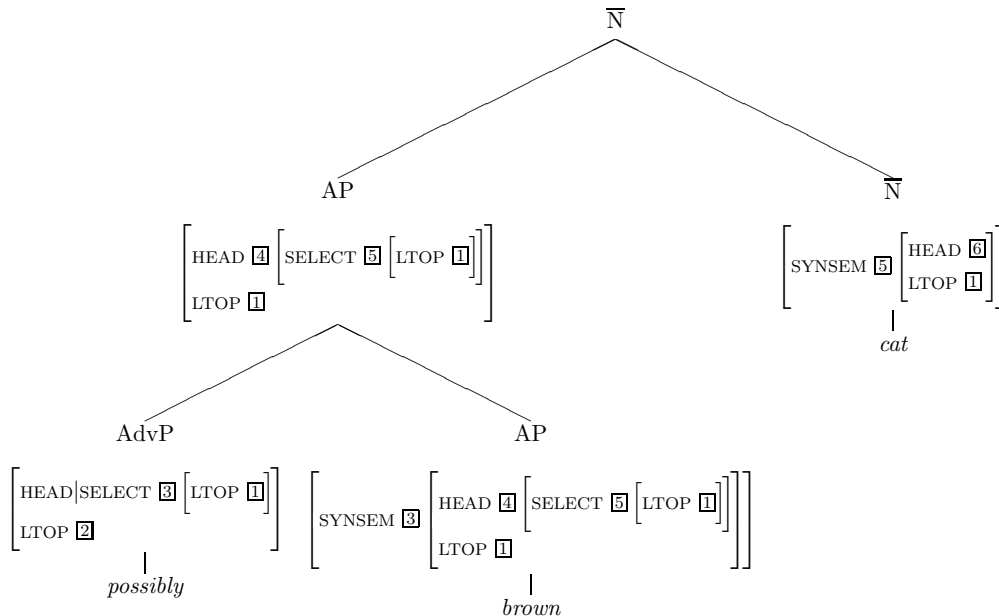 N̅
AP N̅
[HEAD 4 [SELECT 5 [LTOP 1]]
LTOP 1]
[SYNSEM 5 [HEAD 6
LTOP 1]]
cat
AdvP AP
[HEAD|SELECT 3 [LTOP 1]
LTOP 2]
[SYNSEM 3 [HEAD 4 [SELECT 5 [LTOP 1]]
LTOP 1]]
possibly
brown